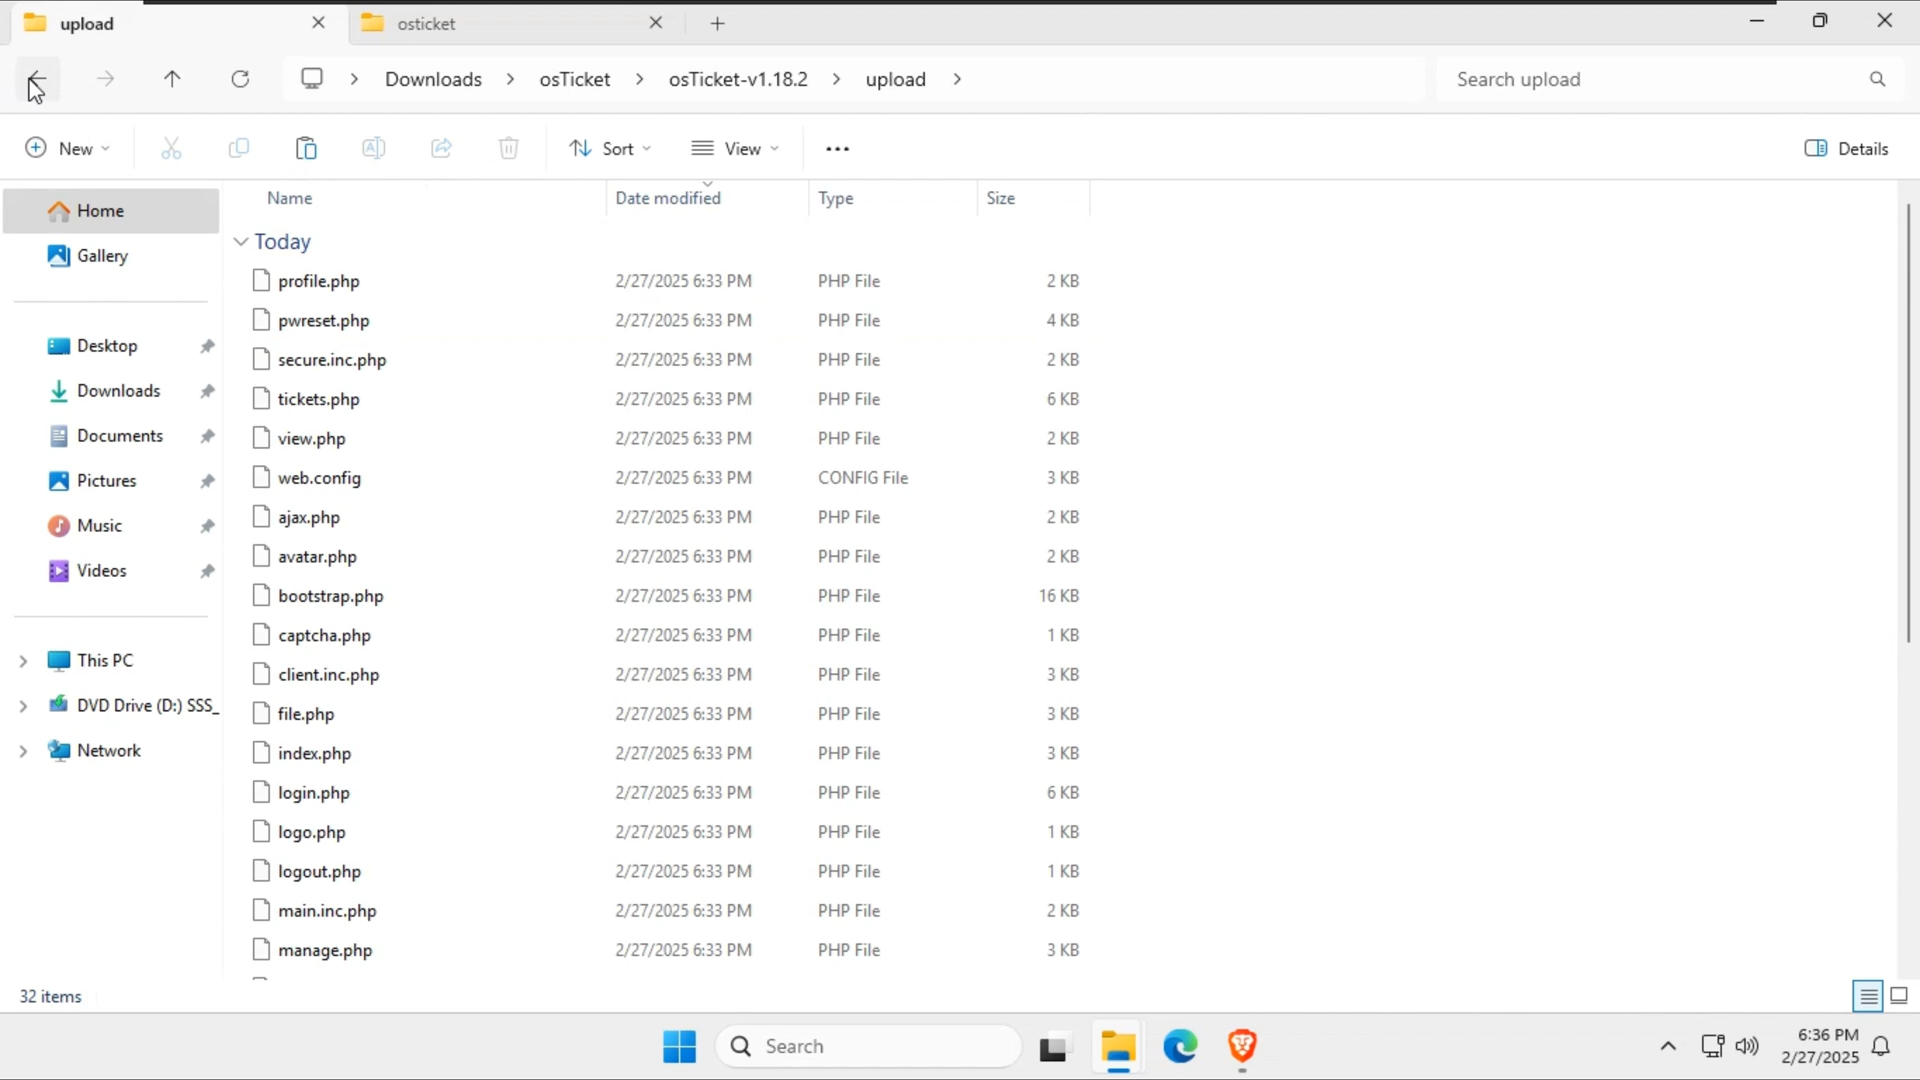 upload
osticket
Downloads
osTicket
osTicket-v1.18.2
upload
Search upload
New
Sort
View
Details
Home
Gallery
Desktop
Downloads
Documents
Pictures
Music
Videos
This PC
DVD Drive (D:) SSS_
Network
Name Date modified Type Size
Today
profile.php 2/27/2025 6:33 PM PHP File 2 KB
pwreset.php 2/27/2025 6:33 PM PHP File 4 KB
secure.inc.php 2/27/2025 6:33 PM PHP File 2 KB
tickets.php 2/27/2025 6:33 PM PHP File 6 KB
view.php 2/27/2025 6:33 PM PHP File 2 KB
web.config 2/27/2025 6:33 PM CONFIG File 3 KB
ajax.php 2/27/2025 6:33 PM PHP File 2 KB
avatar.php 2/27/2025 6:33 PM PHP File 2 KB
bootstrap.php 2/27/2025 6:33 PM PHP File 16 KB
captcha.php 2/27/2025 6:33 PM PHP File 1 KB
client.inc.php 2/27/2025 6:33 PM PHP File 3 KB
file.php 2/27/2025 6:33 PM PHP File 3 KB
index.php 2/27/2025 6:33 PM PHP File 3 KB
login.php 2/27/2025 6:33 PM PHP File 6 KB
logo.php 2/27/2025 6:33 PM PHP File 1 KB
logout.php 2/27/2025 6:33 PM PHP File 1 KB
main.inc.php 2/27/2025 6:33 PM PHP File 2 KB
manage.php 2/27/2025 6:33 PM PHP File 3 KB
32 items
Search
6:36 PM
2/27/2025